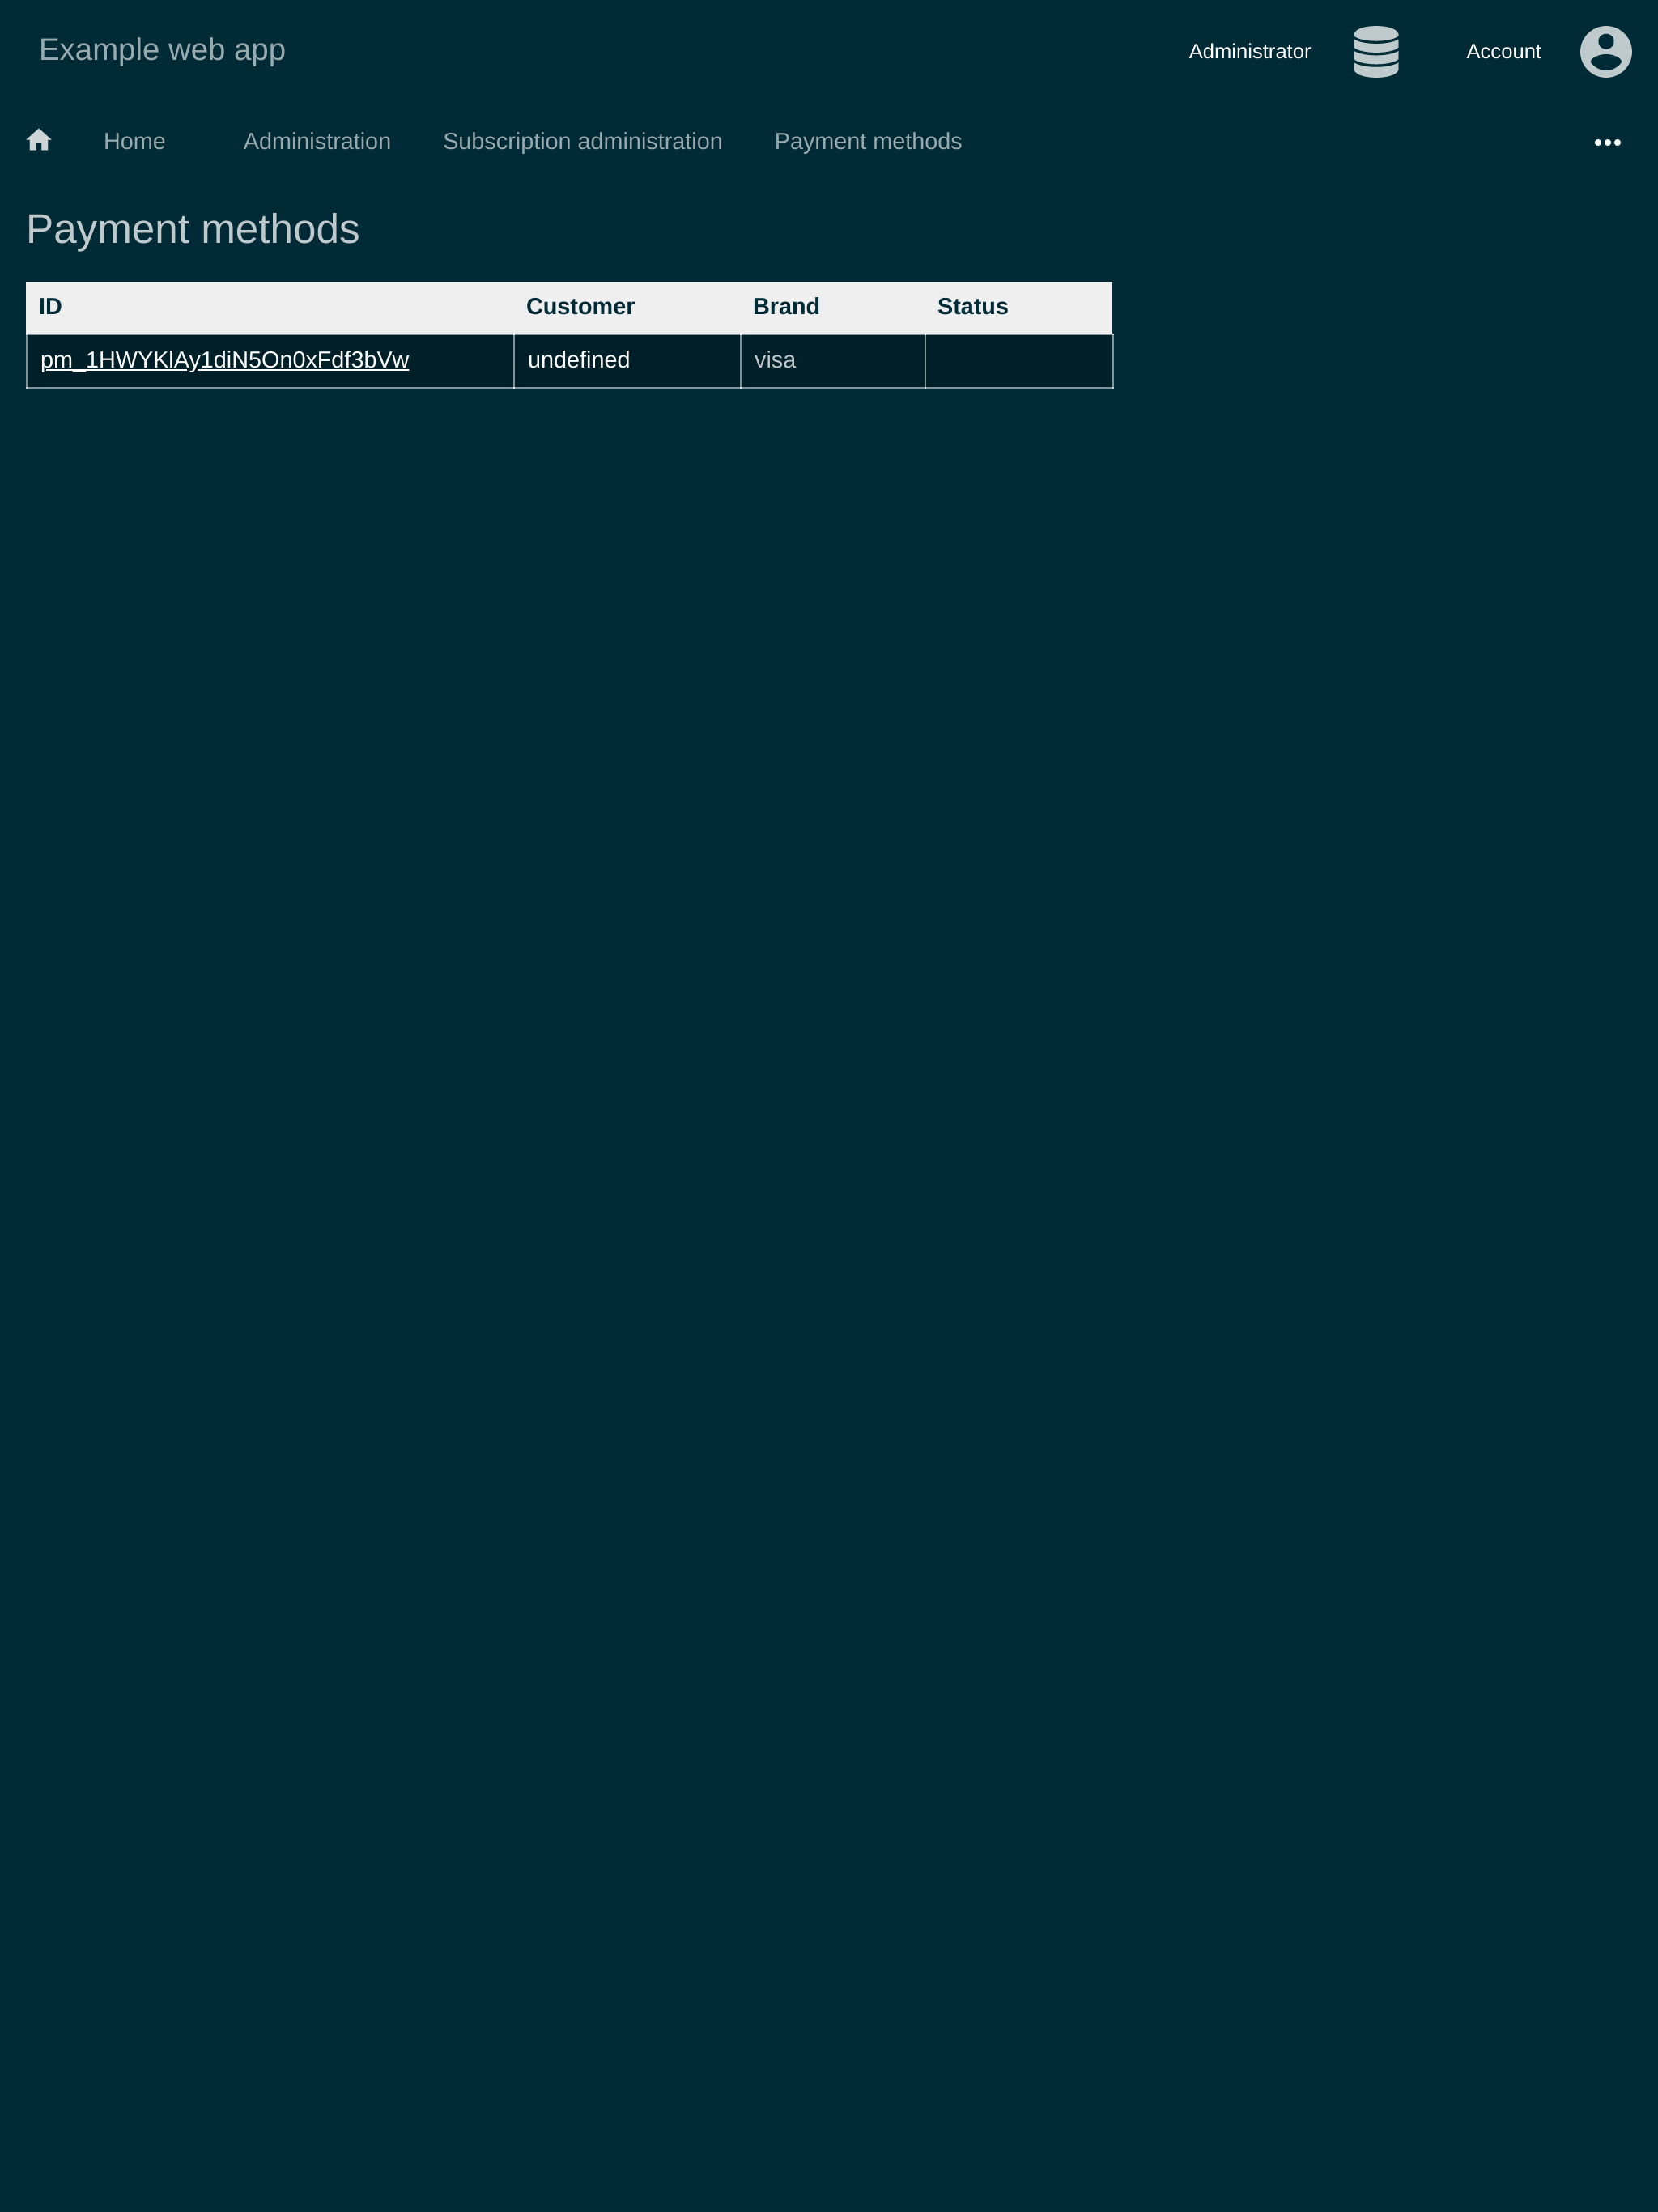 Example web app
Administrator
Account
Home
Administration
Subscription administration
Payment methods
Payment methods
ID Customer Brand Status
pm_1HWYKlAy1diN5On0xFdf3bVw undefined visa